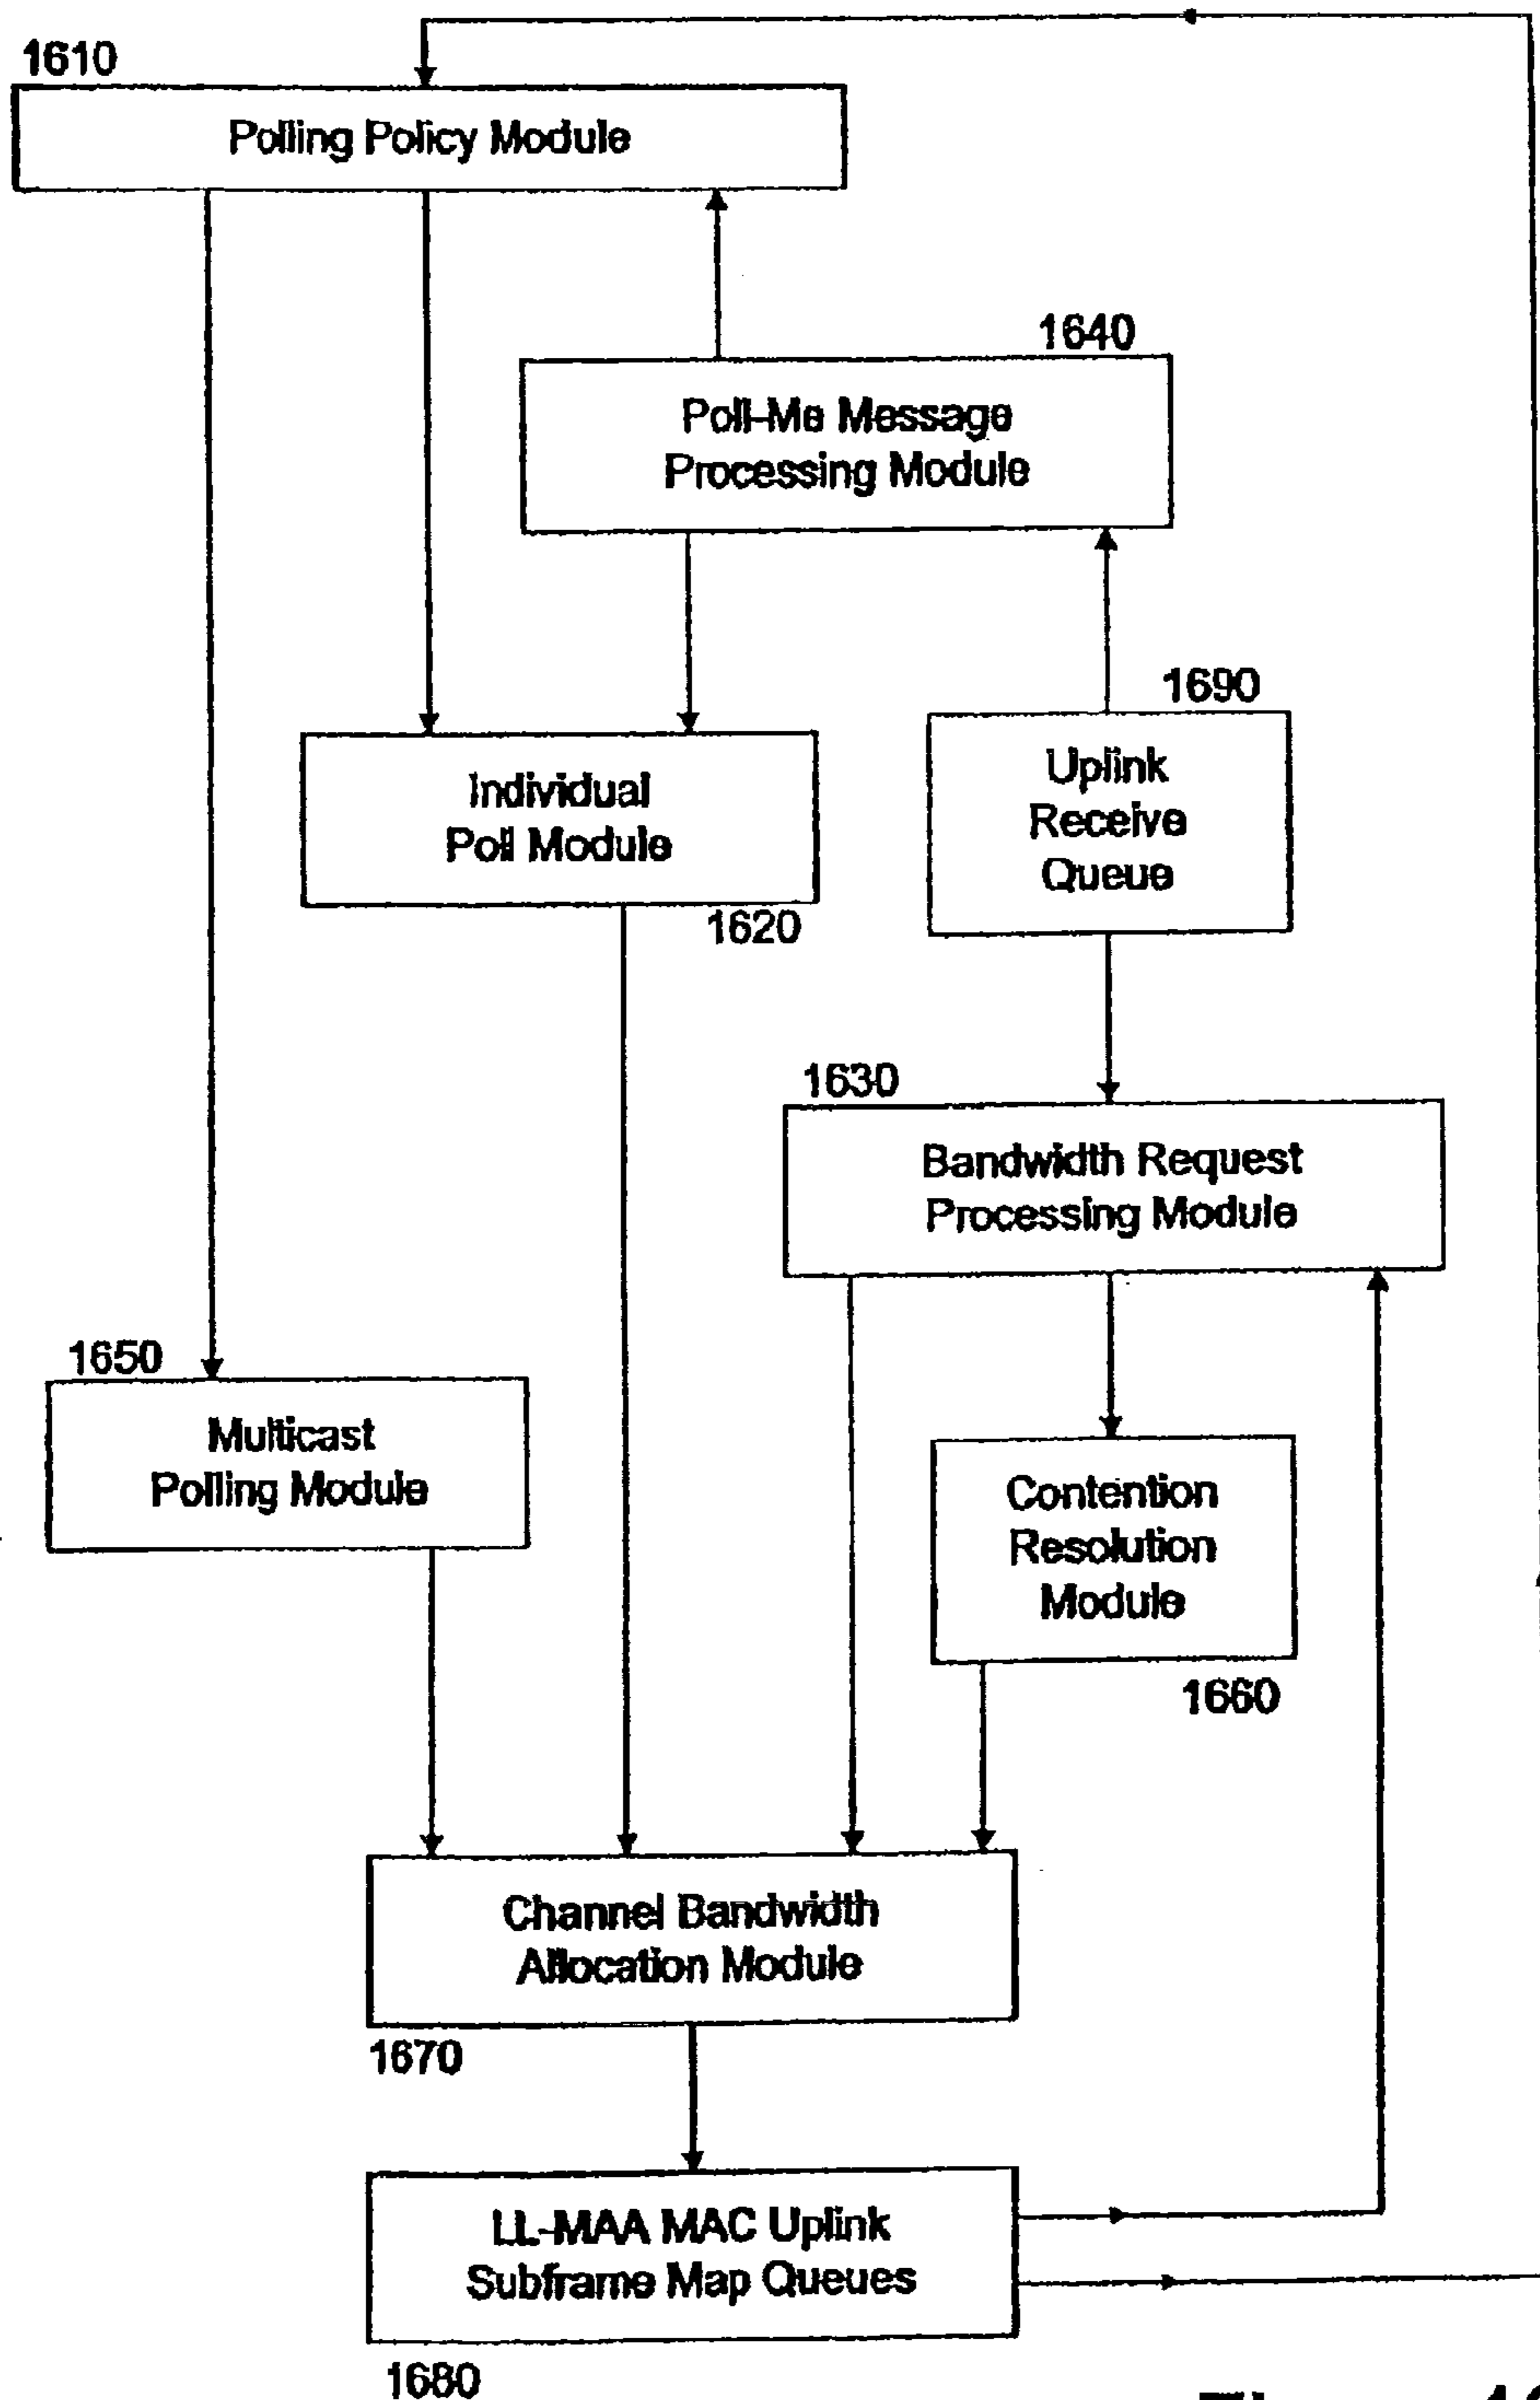 1610
Polling Policy Module
1640
Poll-Me Message
Processing Module
1690
Uplink
Receive
Queue
Individual
Poll Module
1620
1630
Bandwidth Request
Processing Module
1650
Multicast
Polling Module
Contention
Resolution
Module
1660
Channel Bandwidth
Allocation Module
1670
LL-MAA MAC Uplink
Subframe Map Queues
1680